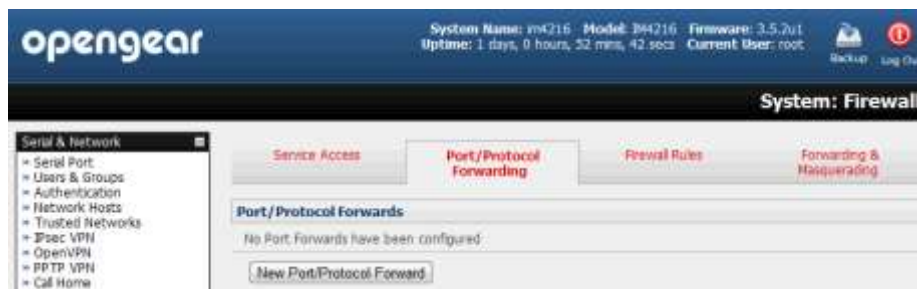 opengear
System Name: im4216 Model: IM4216 Firmware: 3.5.2u1
Uptime: 1 days, 0 hours, 52 mins, 42 secs Current User: root
Backup
Log Ou
System: Firewall
Serial & Network
Serial Port
Users & Groups
Authentication
Network Hosts
Trusted Networks
IPsec VPN
OpenVPN
PPTP VPN
Call Home
Service Access
Port/Protocol
Forwarding
Firewall Rules
Forwarding &
Masquerading
Port/Protocol Forwards
No Port Forwards have been configured
New Port/Protocol Forward